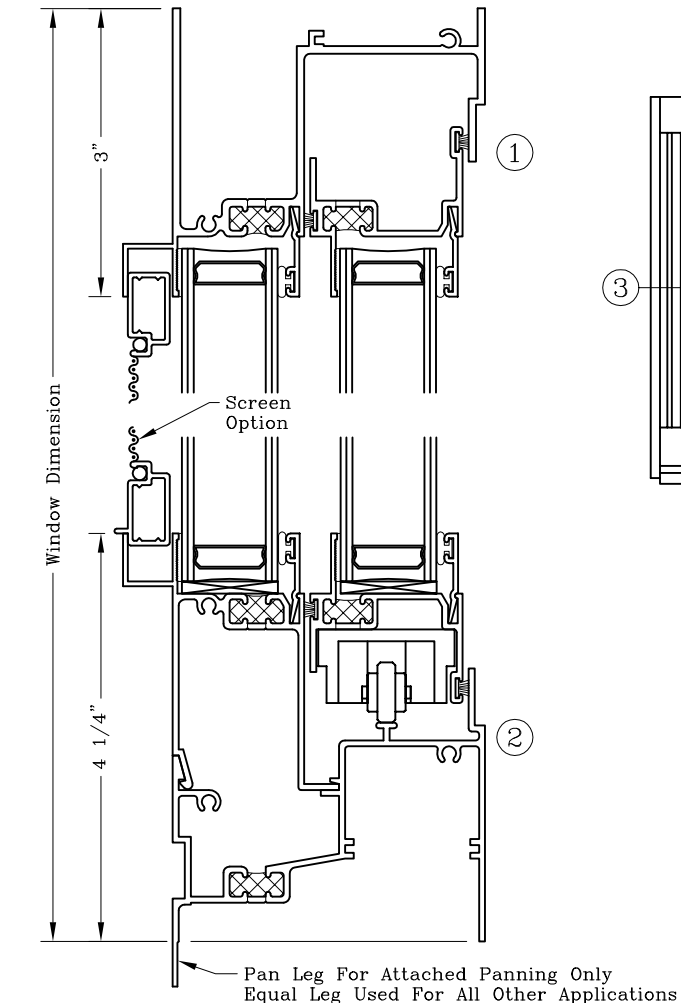 3"
1
3
Screen
Option
Window Dimension
4 1/4"
2
Pan Leg For Attached Panning Only
Equal Leg Used For All Other Applications